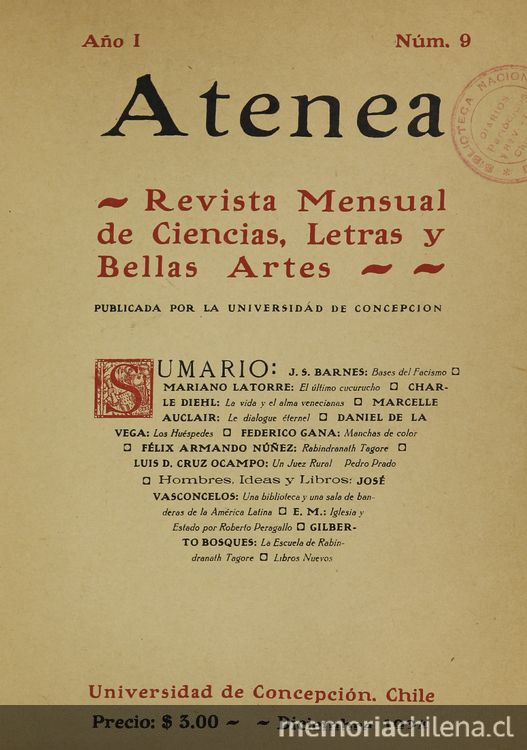 Año I Núm. 9
Atenea
~ Revista Mensual
de Ciencias, Letras y
Bellas Artes ~ ~
PUBLICADA POR LA UNIVERSIDÁD DE CONCEPCION
SUMARIO: J. S. BARNES: Bases del Facismo □
MARIANO LATORRE: El último cucurucho □ CHAR-
LE DIEHL: La vida y el alma venecianas □ MARCELLE
AUCLAIR: Le dialogue éternel □ DANIEL DE LA
VEGA: Los Huéspedes □ FEDERICO GANA: Manchas de color
□ FÉLIX ARMANDO NÚÑEZ: Rabindranath Tagore □
LUIS D. CRUZ OCAMPO: Un Juez Rural Pedro Prado
□ Hombres, Ideas y Libros: JOSÉ
VASCONCELOS: Una biblioteca y una sala de ban-
deras de la América Latina □ E. M.: Iglesia y
Estado por Roberto Peragallo □ GILBER-
TO BOSQUES: La Escuela de Rabin-
dranath Tagore □ Libros Nuevos
Universidad de Concepción. Chile
Precio: $ 3.00 ~ ~ Diciembre
memoriachilena.cl
BIBLIOTECA NACIONAL
DIARIOS,